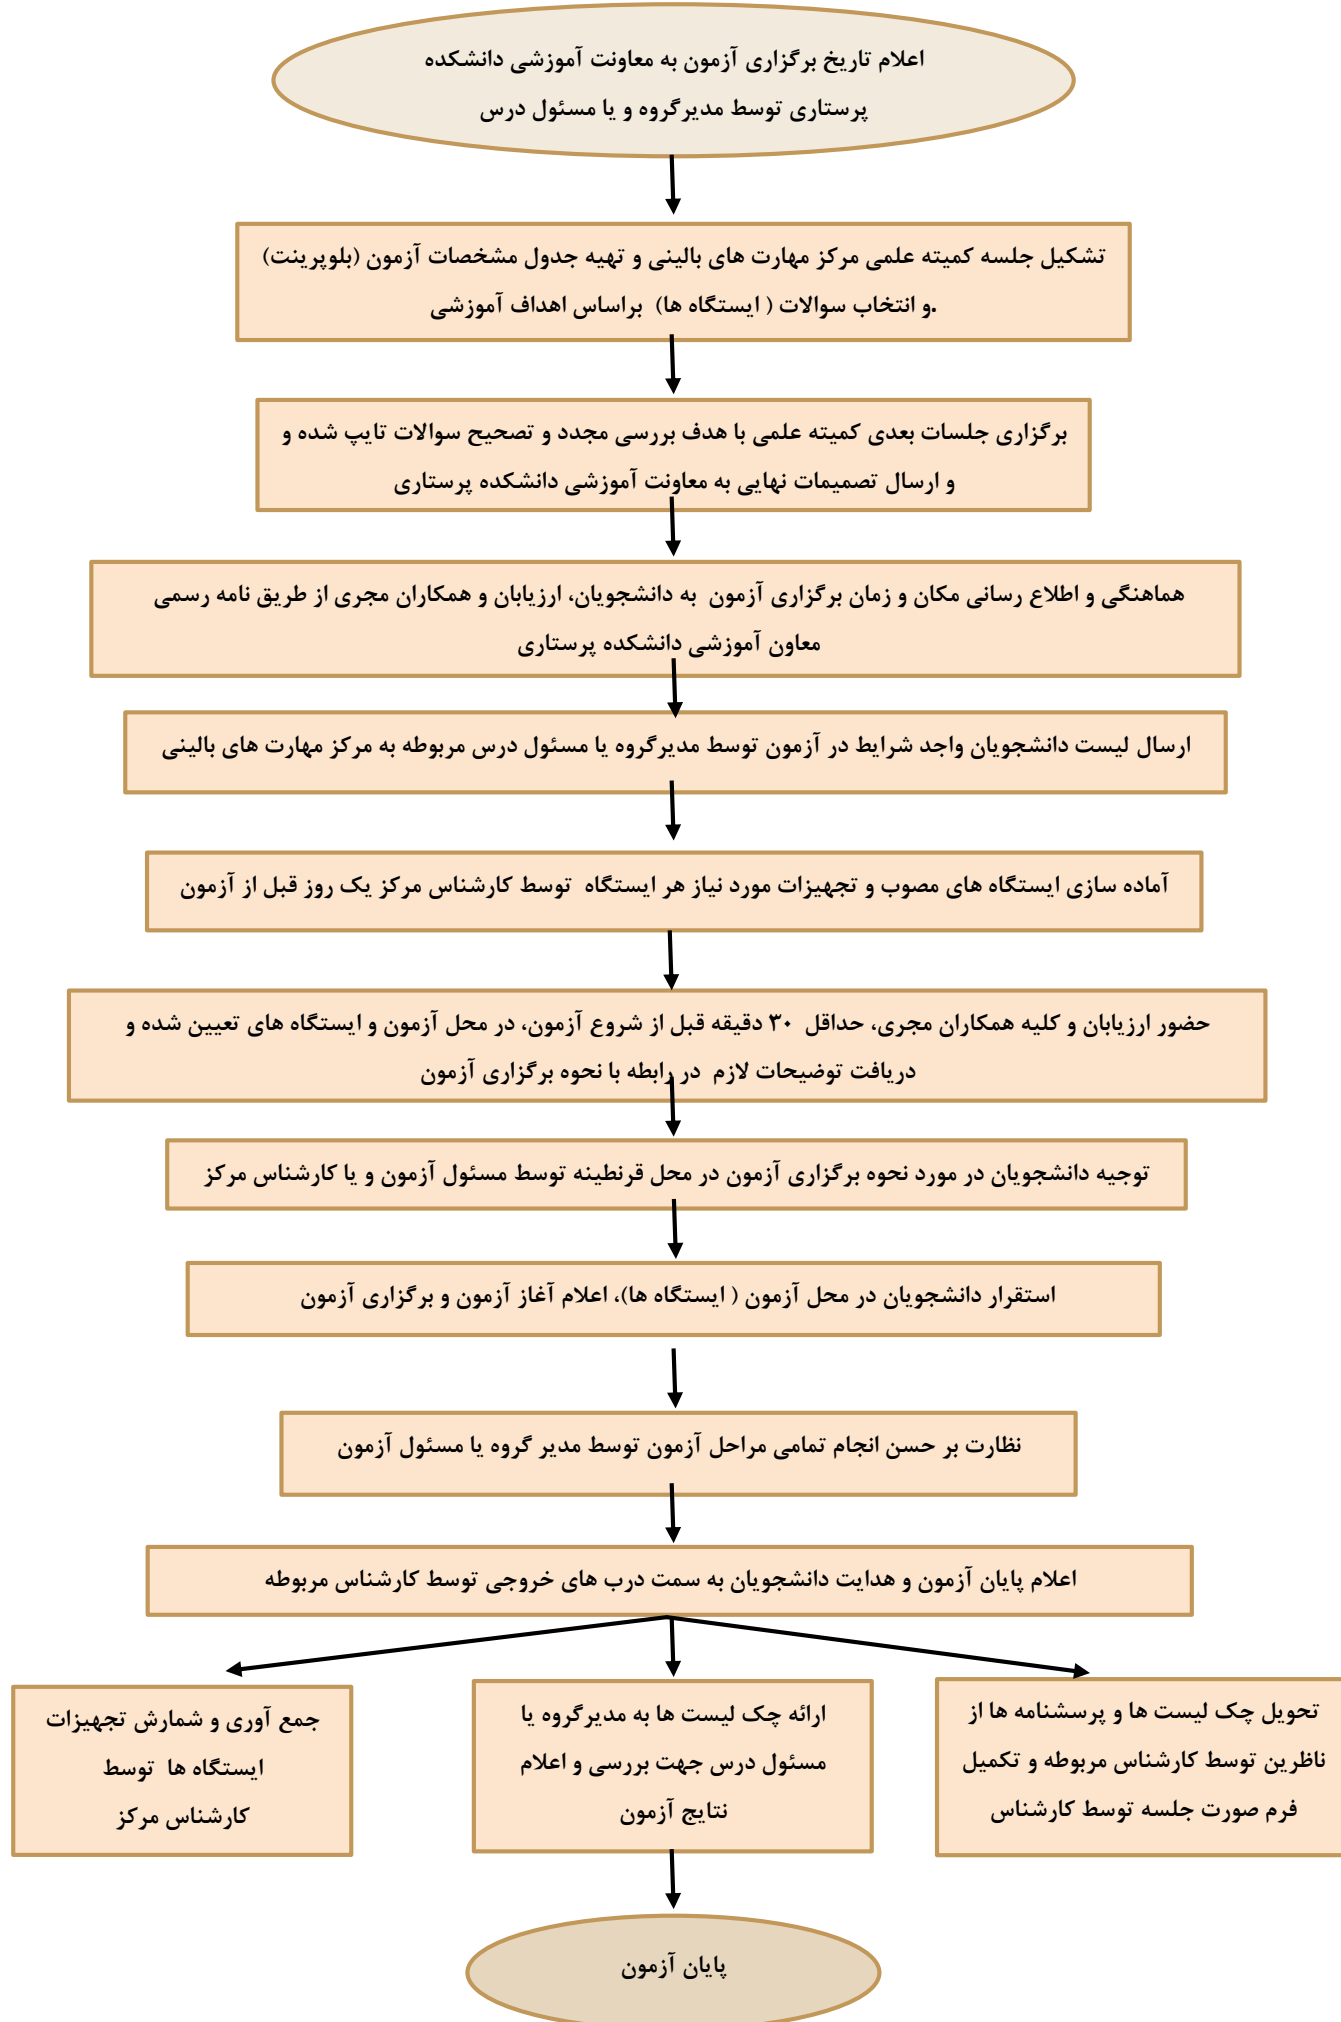 اعلام تاریخ برگزاری آزمون به معاونت آموزشی دانشکده
پرستاری توسط مدیرگروه و یا مسئول درس
تشکیل جلسه کمیته علمی مرکز مهارت های بالینی و تهیه جدول مشخصات آزمون (بلوپرینت)
و انتخاب سوالات ( ایستگاه ها) براساس اهداف آموزشی.
برگزاری جلسات بعدی کمیته علمی با هدف بررسی مجدد و تصحیح سوالات تایپ شده و
و ارسال تصمیمات نهایی به معاونت آموزشی دانشکده پرستاری
هماهنگی و اطلاع رسانی مکان و زمان برگزاری آزمون به دانشجویان، ارزیابان و همکاران مجری از طریق نامه رسمی
معاون آموزشی دانشکده پرستاری
ارسال لیست دانشجویان واجد شرایط در آزمون توسط مدیرگروه یا مسئول درس مربوطه به مرکز مهارت های بالینی
آماده سازی ایستگاه های مصوب و تجهیزات مورد نیاز هر ایستگاه توسط کارشناس مرکز یک روز قبل از آزمون
حضور ارزیابان و کلیه همکاران مجری، حداقل ۳۰ دقیقه قبل از شروع آزمون، در محل آزمون و ایستگاه های تعیین شده و
دریافت توضیحات لازم در رابطه با نحوه برگزاری آزمون
توجیه دانشجویان در مورد نحوه برگزاری آزمون در محل قرنطینه توسط مسئول آزمون و یا کارشناس مرکز
استقرار دانشجویان در محل آزمون ( ایستگاه ها)، اعلام آغاز آزمون و برگزاری آزمون
نظارت بر حسن انجام تمامی مراحل آزمون توسط مدیر گروه یا مسئول آزمون
اعلام پایان آزمون و هدایت دانشجویان به سمت درب های خروجی توسط کارشناس مربوطه
تحویل چک لیست ها و پرسشنامه ها از
ناظرین توسط کارشناس مربوطه و تکمیل
فرم صورت جلسه توسط کارشناس
ارائه چک لیست ها به مدیرگروه یا
مسئول درس جهت بررسی و اعلام
نتایج آزمون
جمع آوری و شمارش تجهیزات
ایستگاه ها توسط
کارشناس مرکز
پایان آزمون